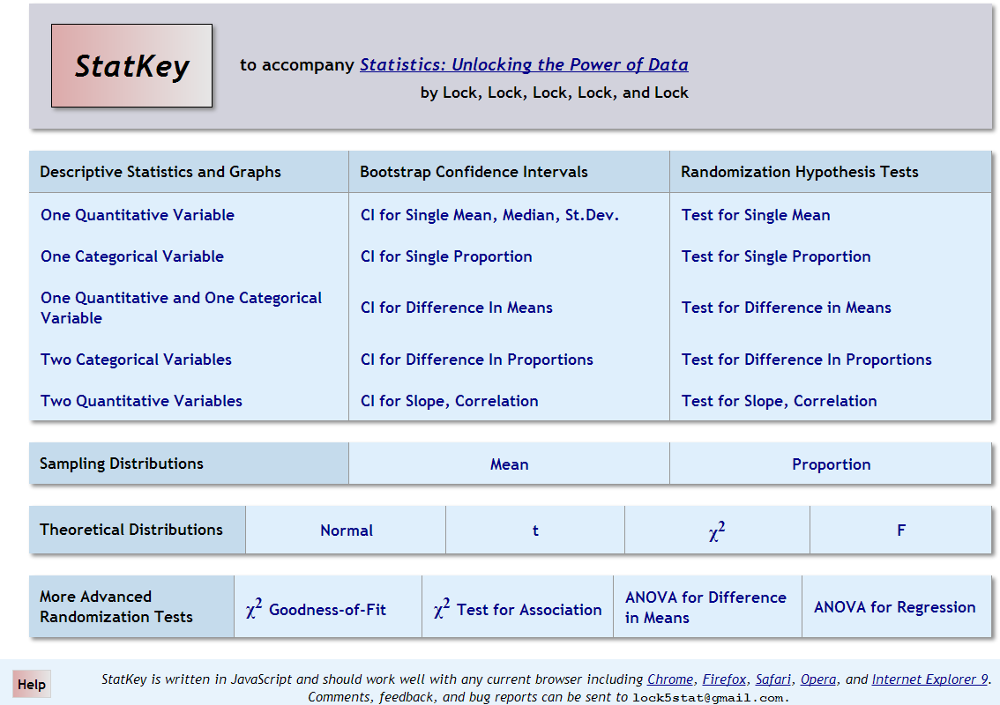 StatKey
to accompany Statistics: Unlocking the Power of Data
by Lock, Lock, Lock, Lock, and Lock
Descriptive Statistics and Graphs
Bootstrap Confidence Intervals
Randomization Hypothesis Tests
One Quantitative Variable
CI for Single Mean, Median, St.Dev.
Test for Single Mean
One Categorical Variable
CI for Single Proportion
Test for Single Proportion
One Quantitative and One Categorical
Variable
CI for Difference In Means
Test for Difference in Means
Two Categorical Variables
CI for Difference In Proportions
Test for Difference In Proportions
Two Quantitative Variables
CI for Slope, Correlation
Test for Slope, Correlation
Sampling Distributions
Mean
Proportion
Theoretical Distributions
Normal
t
χ²
F
More Advanced
Randomization Tests
χ² Goodness-of-Fit
χ² Test for Association
ANOVA for Difference
in Means
ANOVA for Regression
Help
StatKey is written in JavaScript and should work well with any current browser including Chrome, Firefox, Safari, Opera, and Internet Explorer 9.
Comments, feedback, and bug reports can be sent to lock5stat@gmail.com.